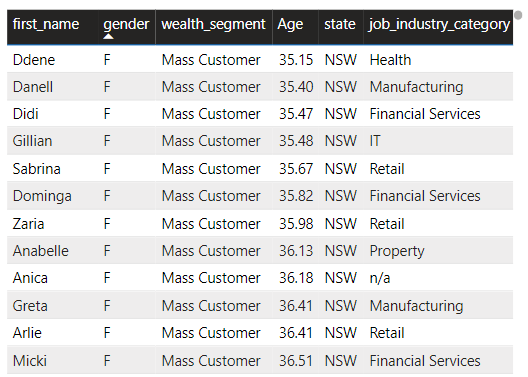 first_name gender wealth_segment Age state job_industry_category
Ddene F Mass Customer 35.15 NSW Health
Danell F Mass Customer 35.40 NSW Manufacturing
Didi F Mass Customer 35.47 NSW Financial Services
Gillian F Mass Customer 35.48 NSW IT
Sabrina F Mass Customer 35.67 NSW Retail
Dominga F Mass Customer 35.82 NSW Financial Services
Zaria F Mass Customer 35.98 NSW Retail
Anabelle F Mass Customer 36.13 NSW Property
Anica F Mass Customer 36.18 NSW n/a
Greta F Mass Customer 36.41 NSW Manufacturing
Arlie F Mass Customer 36.41 NSW Retail
Micki F Mass Customer 36.51 NSW Financial Services